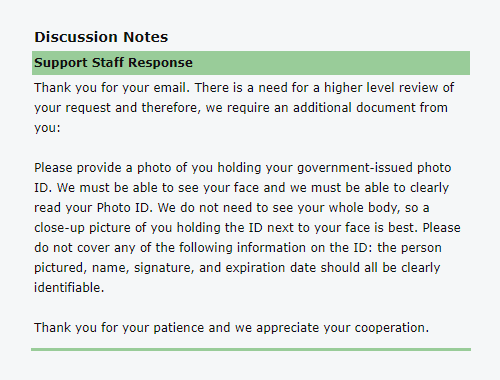 Discussion Notes
Support Staff Response
Thank you for your email. There is a need for a higher level review of
your request and therefore, we require an additional document from
you:
Please provide a photo of you holding your government-issued photo
ID. We must be able to see your face and we must be able to clearly
read your Photo ID. We do not need to see your whole body, so a
close-up picture of you holding the ID next to your face is best. Please
do not cover any of the following information on the ID: the person
pictured, name, signature, and expiration date should all be clearly
identifiable.
Thank you for your patience and we appreciate your cooperation.